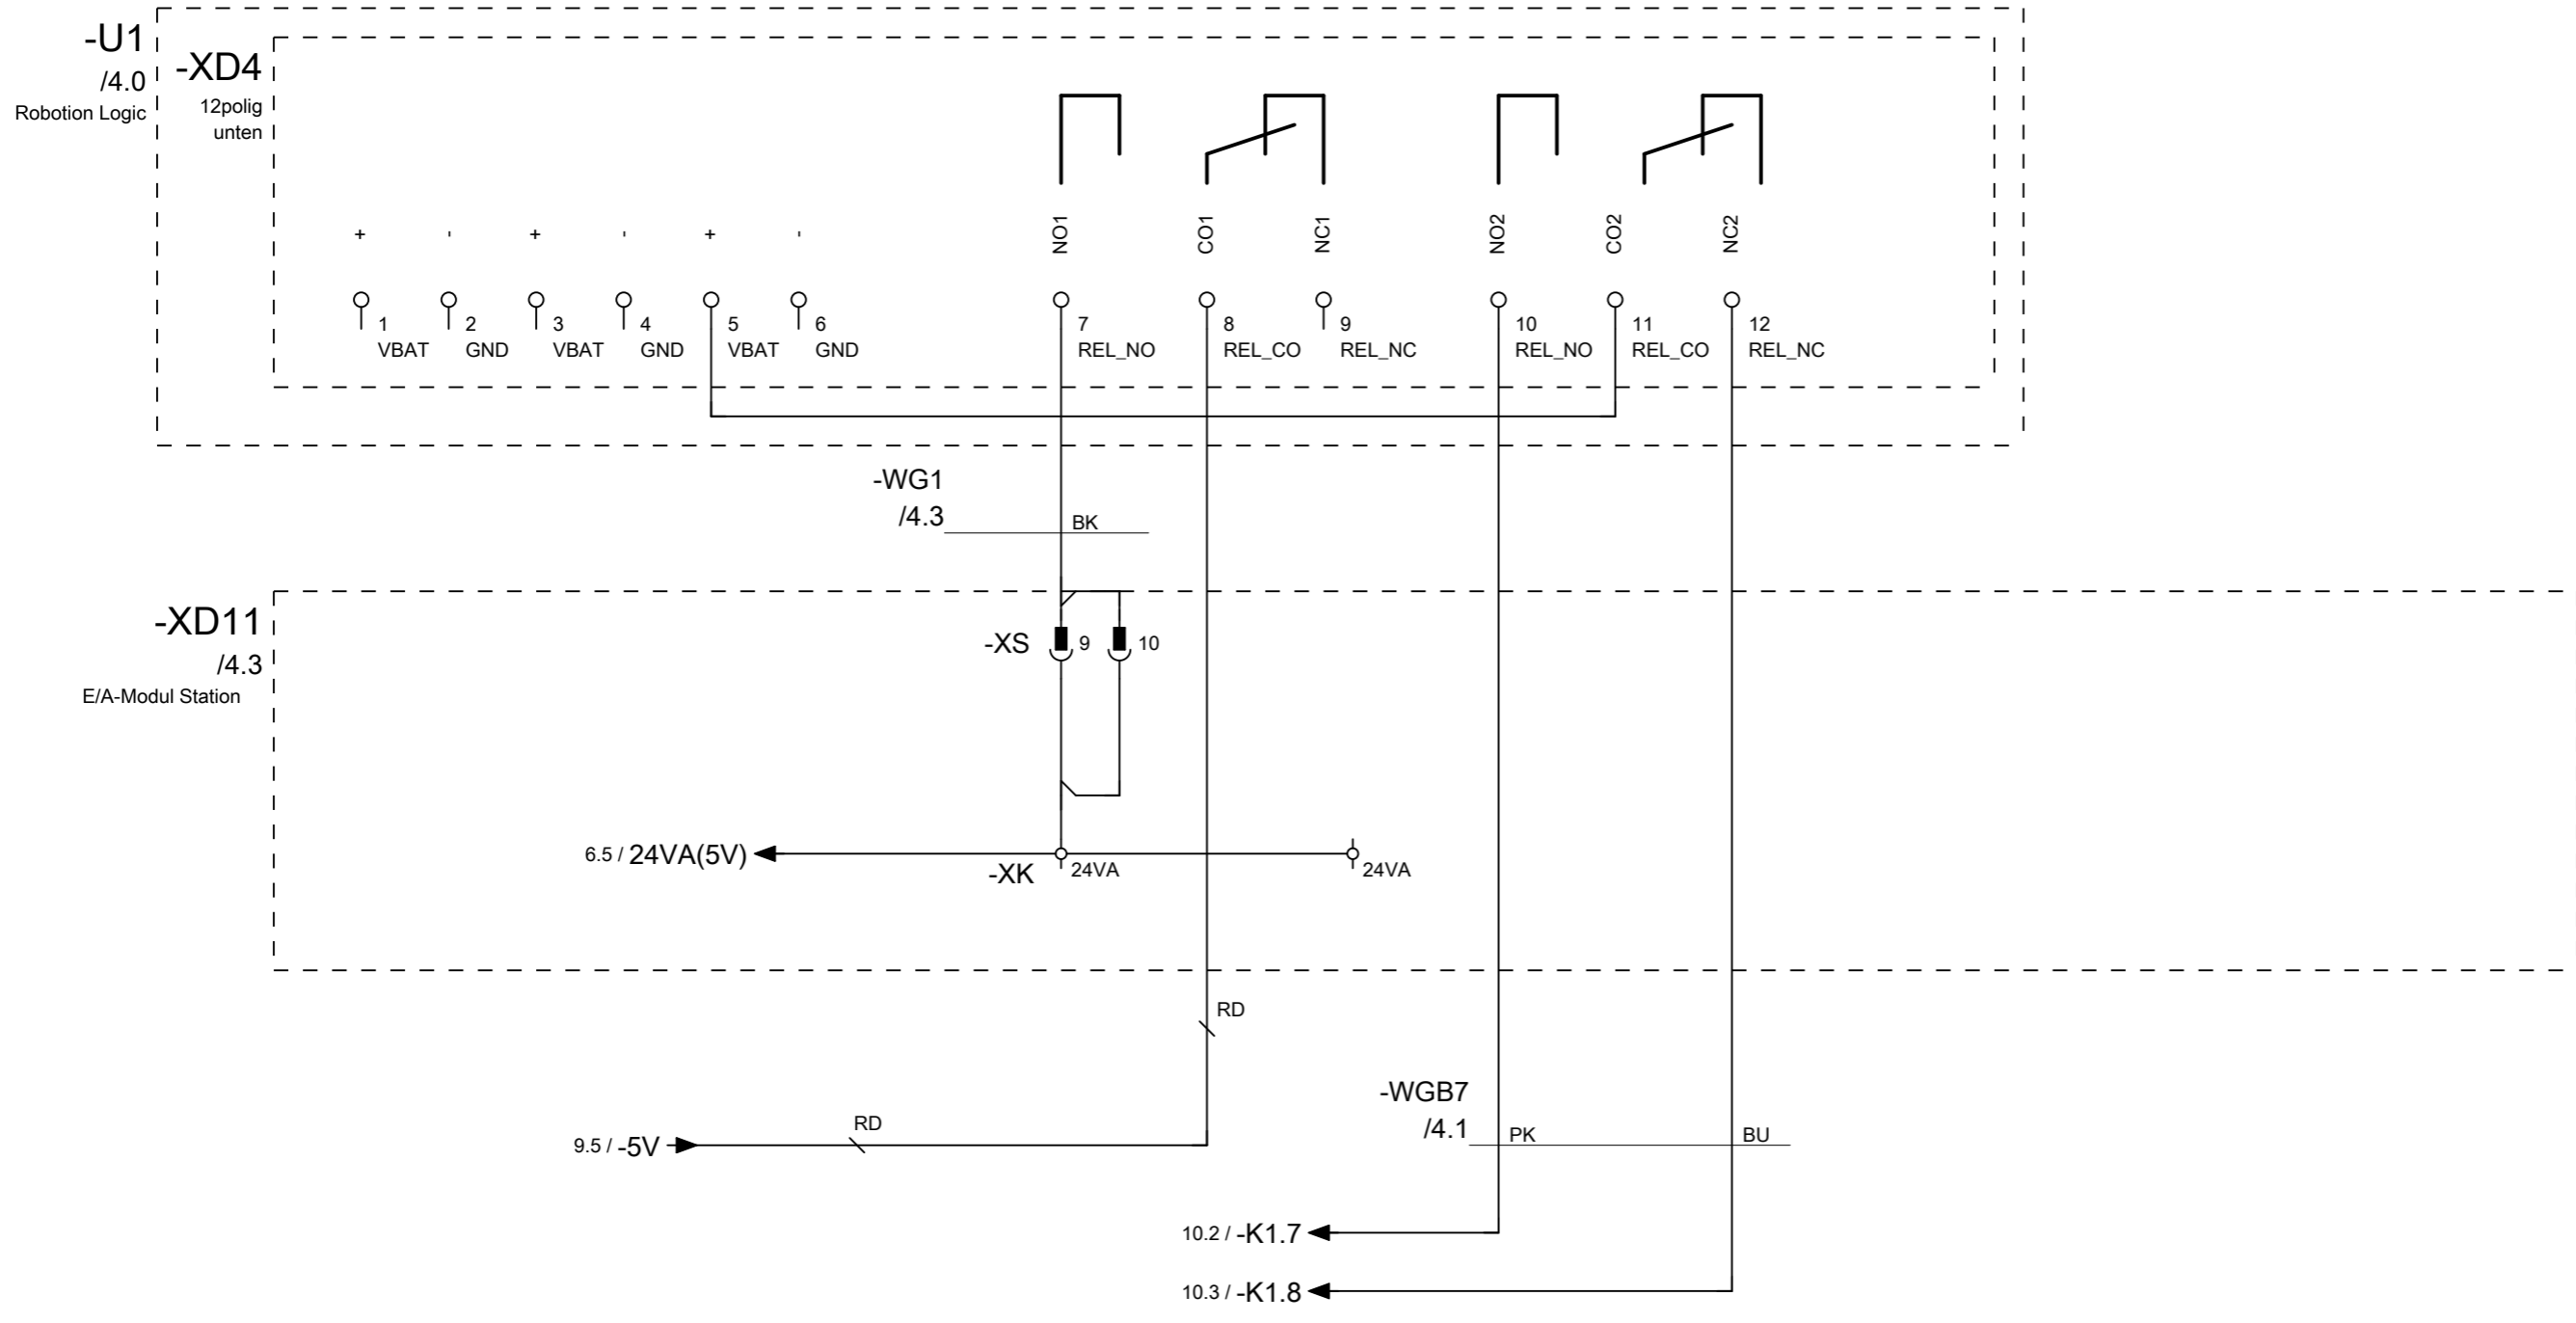 -U1
/4.0
Robotion Logic
-XD4
12polig
unten
+ - + - + -
NO1 CO1 NC1 NO2 CO2 NC2
1 2 3 4 5 6 7 8 9 10 11 12
VBAT GND VBAT GND VBAT GND REL_NO REL_CO REL_NC REL_NO REL_CO REL_NC
-WG1
/4.3 BK
-XD11
/4.3
E/A-Modul Station
-XS 9 10
6.5 / 24VA(5V)
-XK 24VA 24VA
RD
-WGB7
/4.1 PK BU
RD
9.5 / -5V
10.2 / -K1.7
10.3 / -K1.8